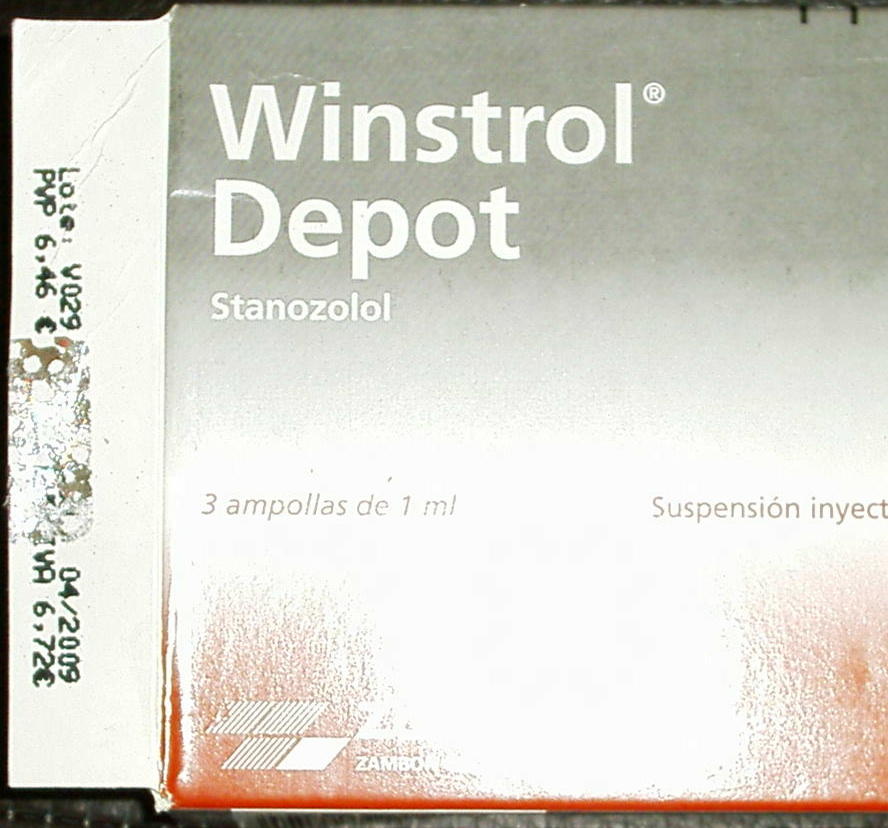 Winstrol®
Depot
Stanozolol
3 ampollas de 1 ml
Suspensión inyect
ZAMBON
Lote: V029
04/2009
PVP 6,46 €
IVA 6,72€